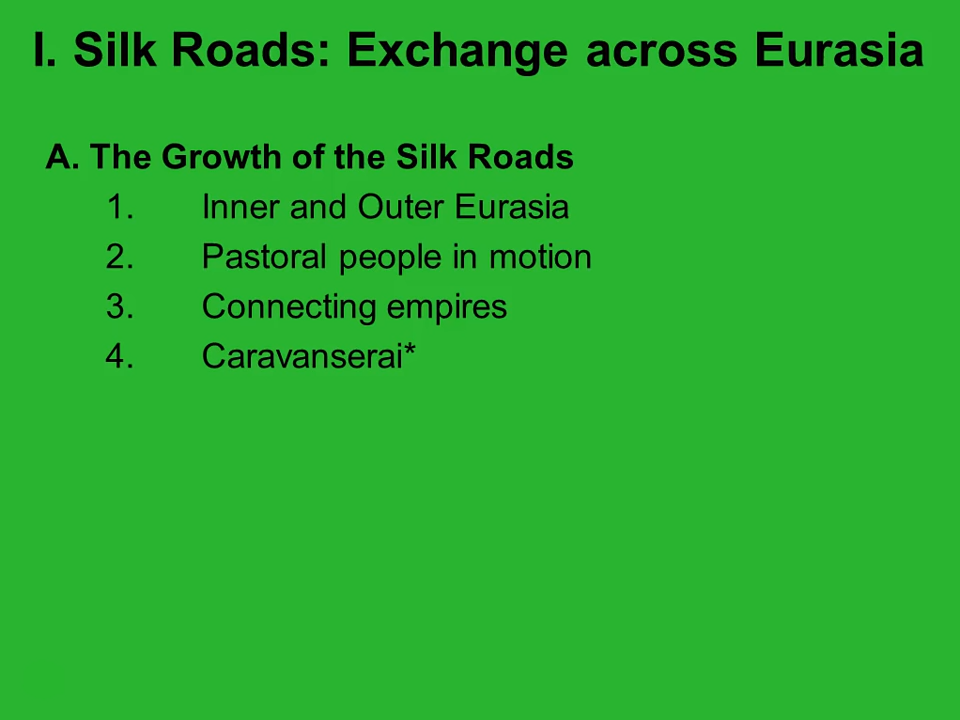 I. Silk Roads: Exchange across Eurasia
A. The Growth of the Silk Roads
1. Inner and Outer Eurasia
2. Pastoral people in motion
3. Connecting empires
4. Caravanserai*